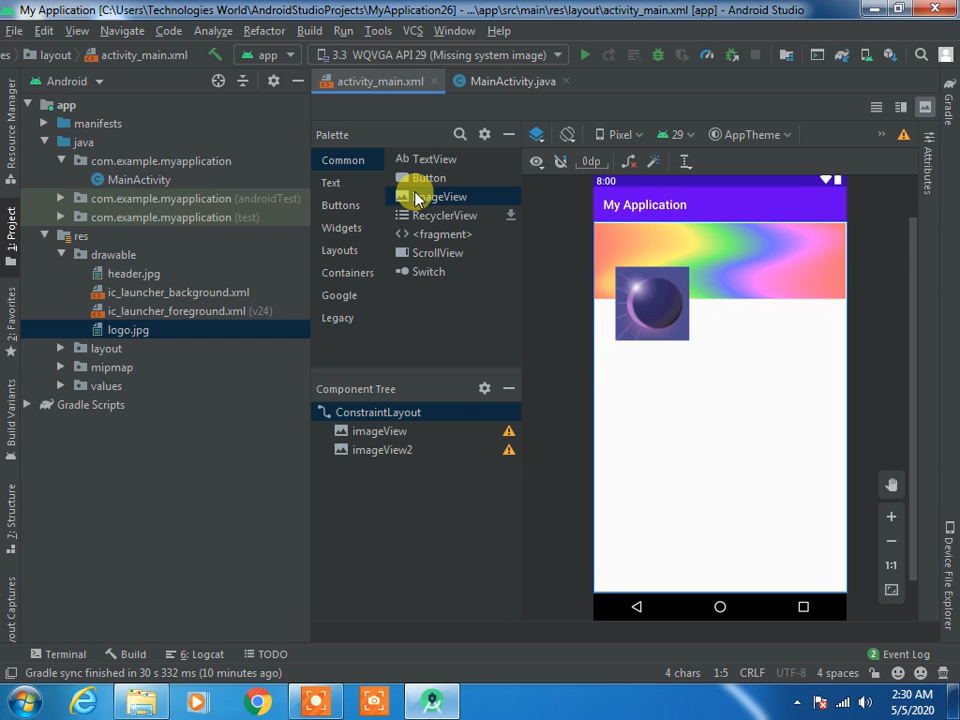 My Application [C:\Users\Technologies World\AndroidStudioProjects\MyApplication26] - ...\app\src\main\res\layout\activity_main.xml [app] - Android Studio
File Edit View Navigate Code Analyze Refactor Build Run Tools VCS Window Help
layout activity_main.xml app 3.3 WQVGA API 29 (Missing system image)
Android activity_main.xml MainActivity.java
Resource Manager
1: Project
2: Favorites
Build Variants
7: Structure
app
manifests
java
com.example.myapplication
MainActivity
com.example.myapplication (androidTest)
com.example.myapplication (test)
res
drawable
header.jpg
ic_launcher_background.xml
ic_launcher_foreground.xml (v24)
logo.jpg
layout
mipmap
values
Gradle Scripts
Palette
Common
Text
Buttons
Widgets
Layouts
Containers
Google
Legacy
Ab TextView
Button
RecyclerView
<> <fragment>
ScrollView
Switch
Component Tree
ConstraintLayout
imageView
imageView2
Pixel 29 AppTheme »
0dp
8:00
My Application
1:1
Gradle
Attributes
Device File Explorer
Terminal Build 6: Logcat TODO 2 Event Log
Gradle sync finished in 30 s 332 ms (10 minutes ago) 4 chars 1:5 CRLF UTF-8 4 spaces
2:30 AM
5/5/2020